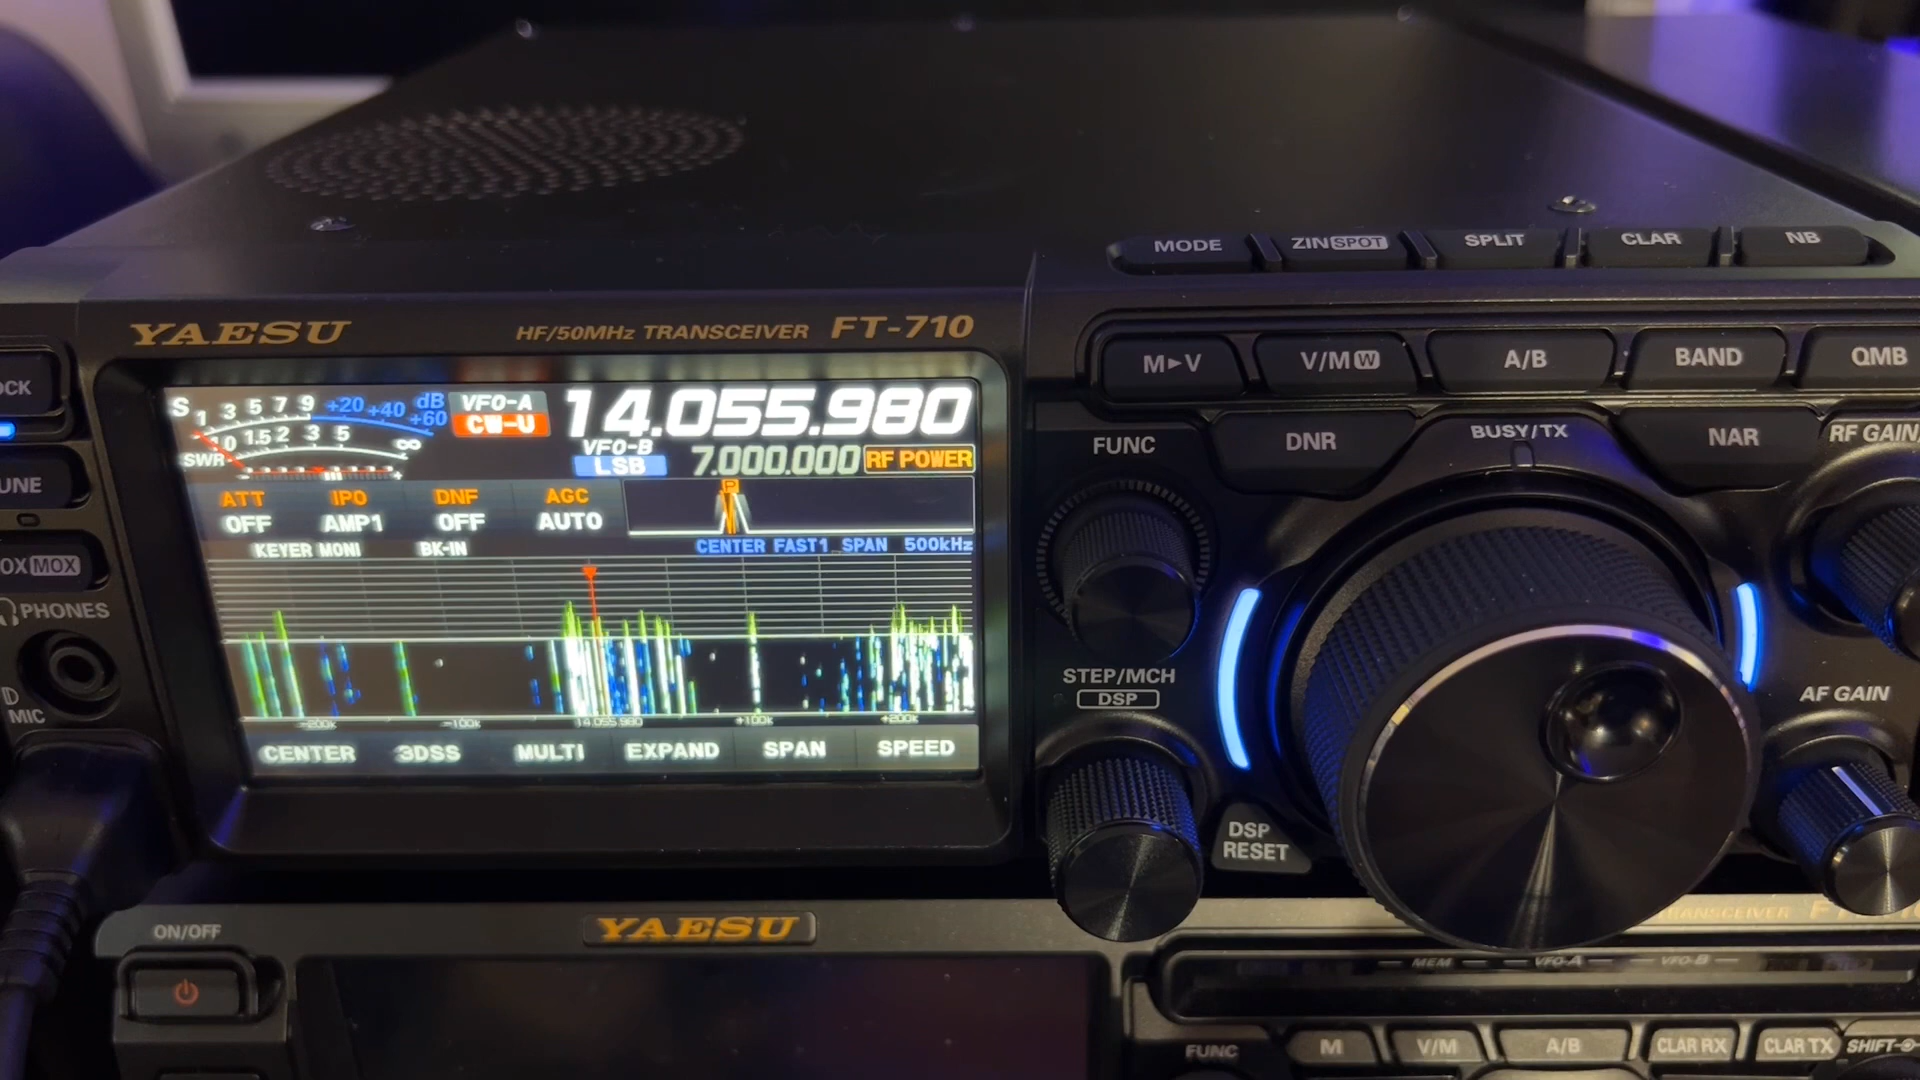 MODE ZIN SPOT SPLIT CLAR NB
YAESU HF/50MHz TRANSCEIVER FT-710
M►V V/M W A/B BAND QMB
FUNC DNR BUSY/TX NAR RF GAIN
UNE
MOX
PHONES
MIC
S 1 3 5 7 9 +20 +40 +60 dB
1.5 2 3 5 ∞
SWR
VFO-A 14.055.980
CW-U
VFO-B 7.000.000 RF POWER
LSB
ATT IPO DNF AGC
OFF AMP1 OFF AUTO
KEYER MONI BK-IN
CENTER FAST1 SPAN 500kHz
-200k -100k 14.055.980 +100k +200k
CENTER 3DSS MULTI EXPAND SPAN SPEED
STEP/MCH
DSP
AF GAIN
DSP
RESET
ON/OFF YAESU TRANSCEIVER
MEM VFO-A VFO-B
FUNC M V/M A/B CLAR RX CLAR TX SHIFT